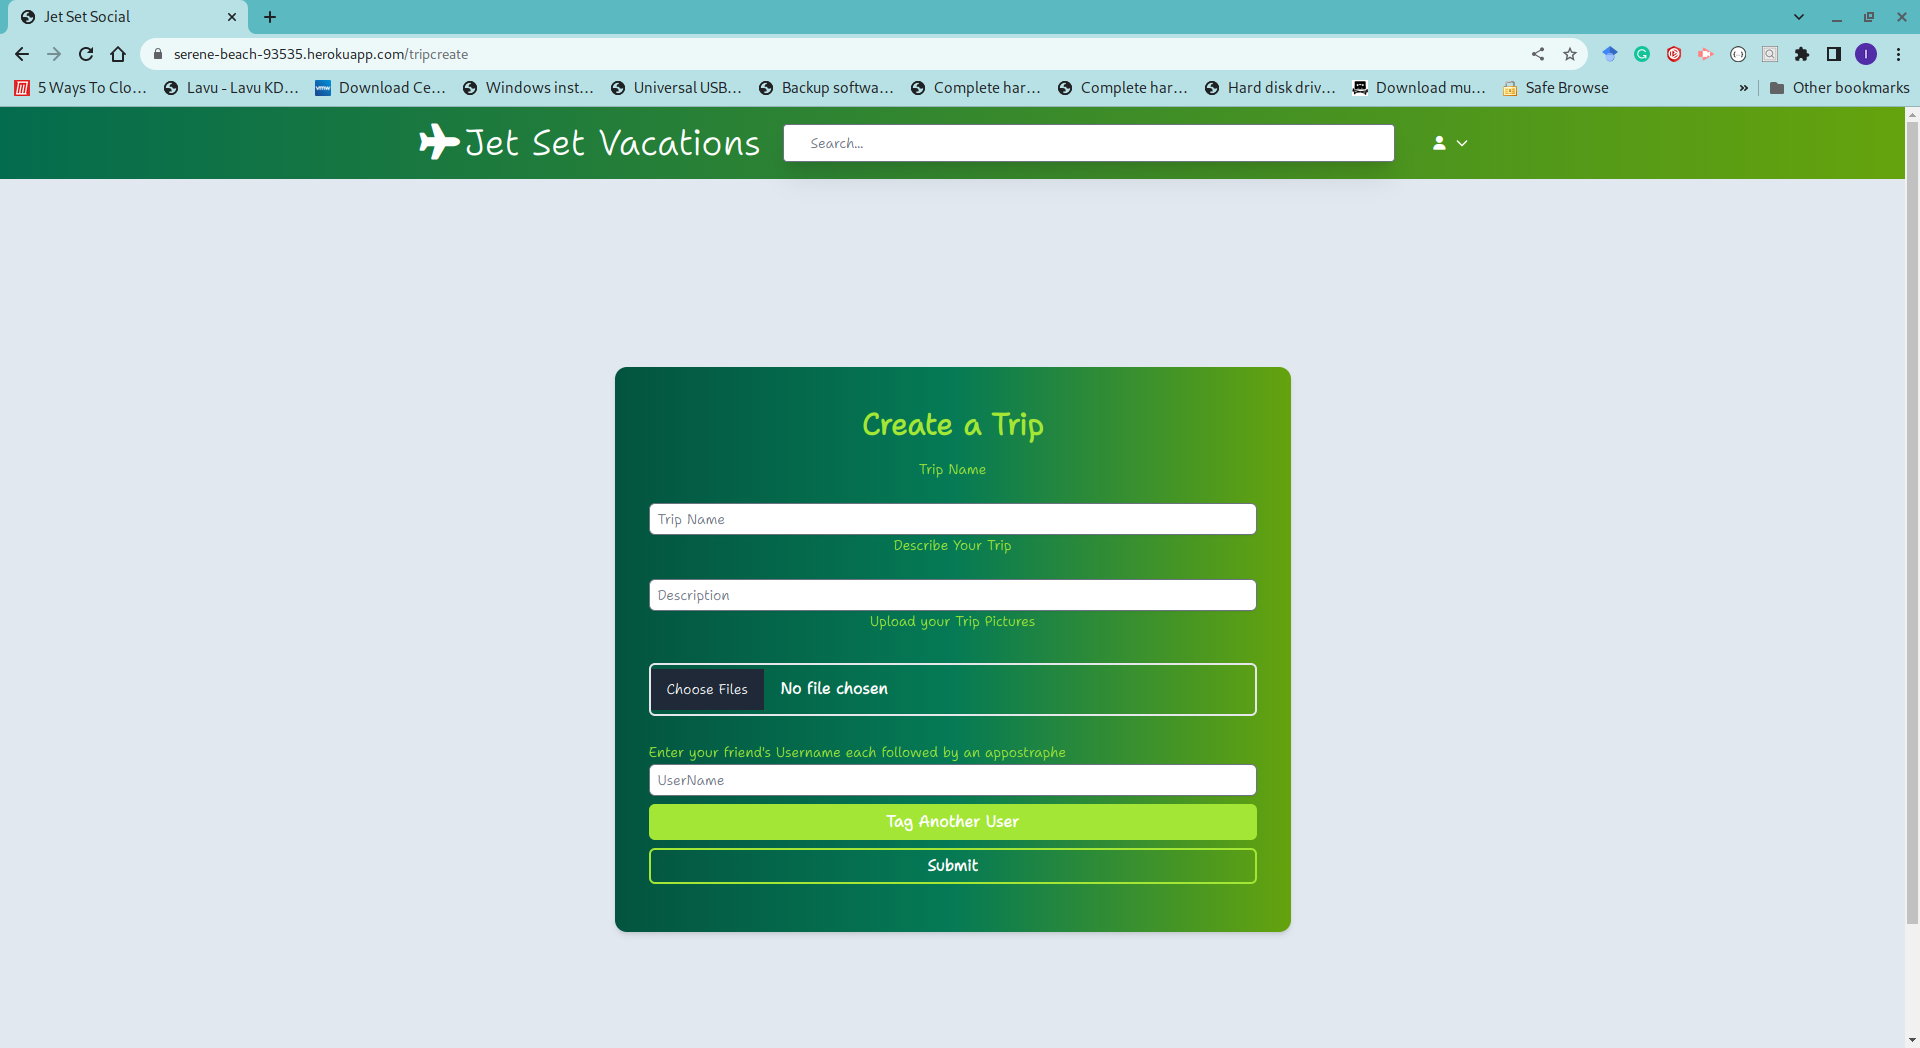 Jet Set Social
serene-beach-93535.herokuapp.com/tripcreate
5 Ways To Clo... Lavu - Lavu KD... Download Ce... Windows inst... Universal USB... Backup softwa... Complete har... Complete har... Hard disk driv... Download mu... Safe Browse » Other bookmarks
Jet Set Vacations Search...
Create a Trip
Trip Name
Trip Name
Describe Your Trip
Description
Upload your Trip Pictures
Choose Files No file chosen
Enter your friend's Username each followed by an appostraphe
UserName
Tag Another User
Submit